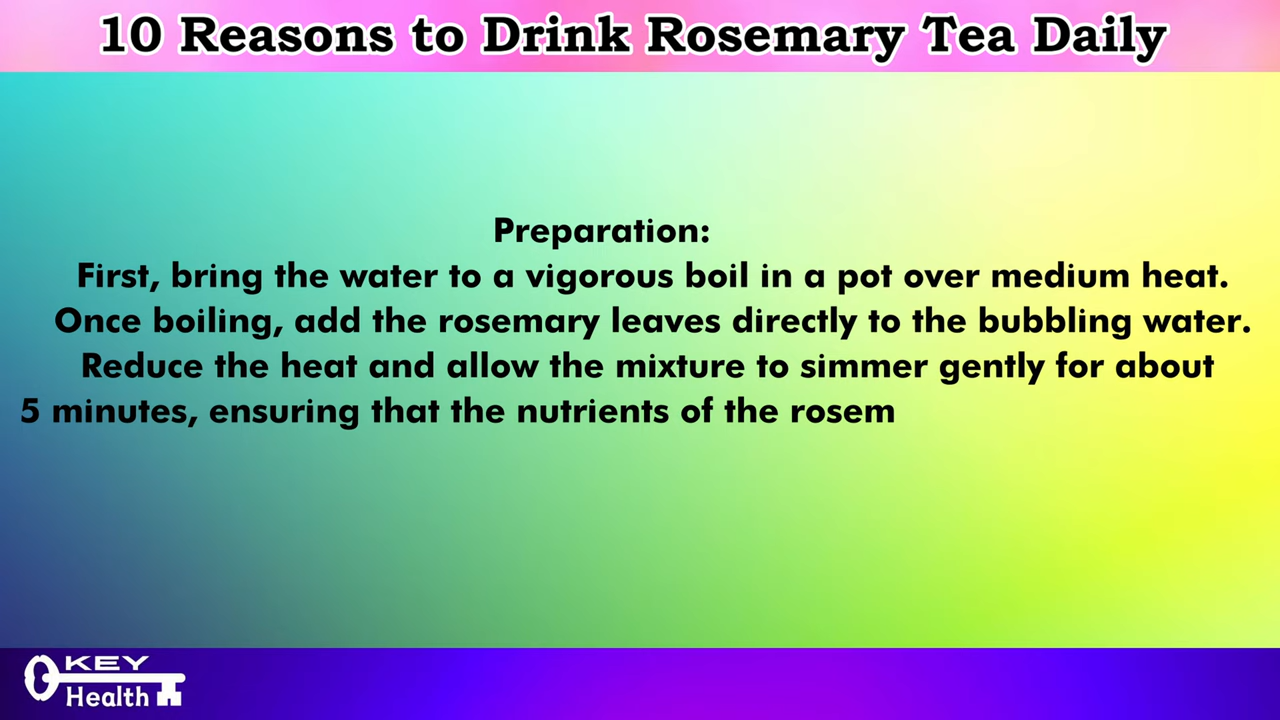 10 Reasons to Drink Rosemary Tea Daily
Preparation:
First, bring the water to a vigorous boil in a pot over medium heat.
Once boiling, add the rosemary leaves directly to the bubbling water.
Reduce the heat and allow the mixture to simmer gently for about
5 minutes, ensuring that the nutrients of the rosem
KEY
Health